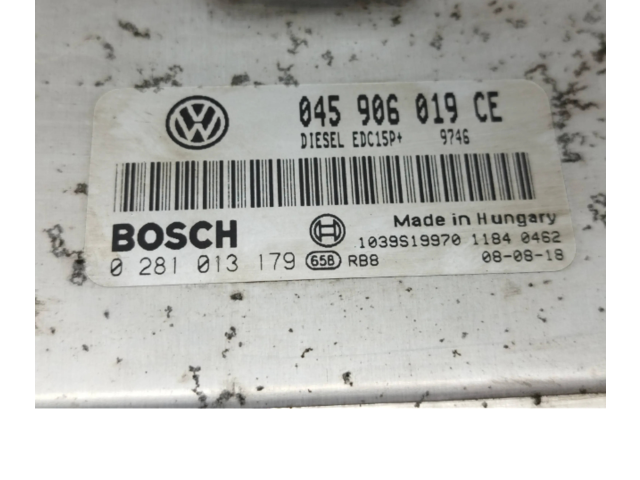 045 906 019 CE
DIESEL EDC15P+ 9746
BOSCH
Made in Hungary
1039S19970 1184 0462
0 281 013 179 65B RB8 08-08-18